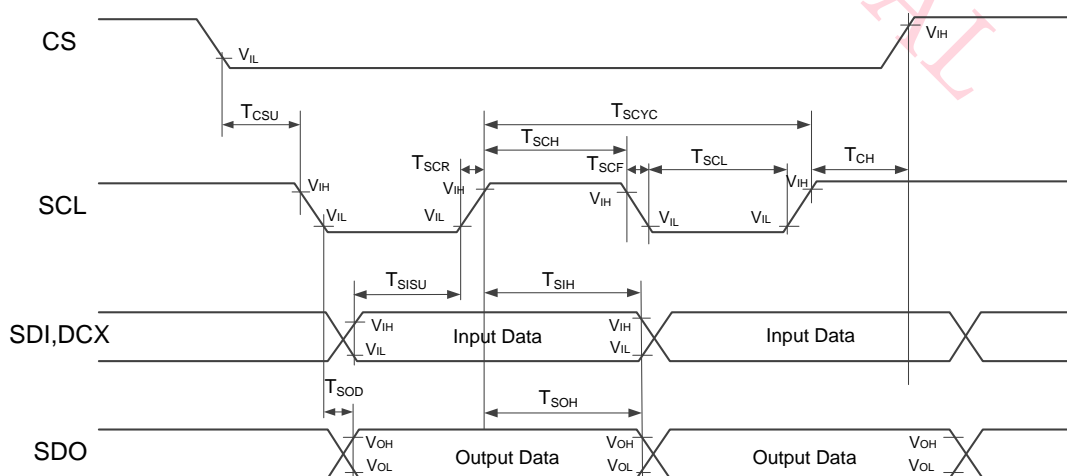 AL
CS
VIL
VIH
TCSU
TSCYC
TSCH
TSCR
TSCF
TSCL
TCH
SCL
VIH
VIL
VIL
VIH
VIH
VIL
VIL
VIH
TSISU
TSIH
SDI,DCX
VIH
VIL
Input Data
VIH
VIL
Input Data
TSOD
TSOH
SDO
VOH
VOL
Output Data
VOH
VOL
Output Data
VOH
VOL